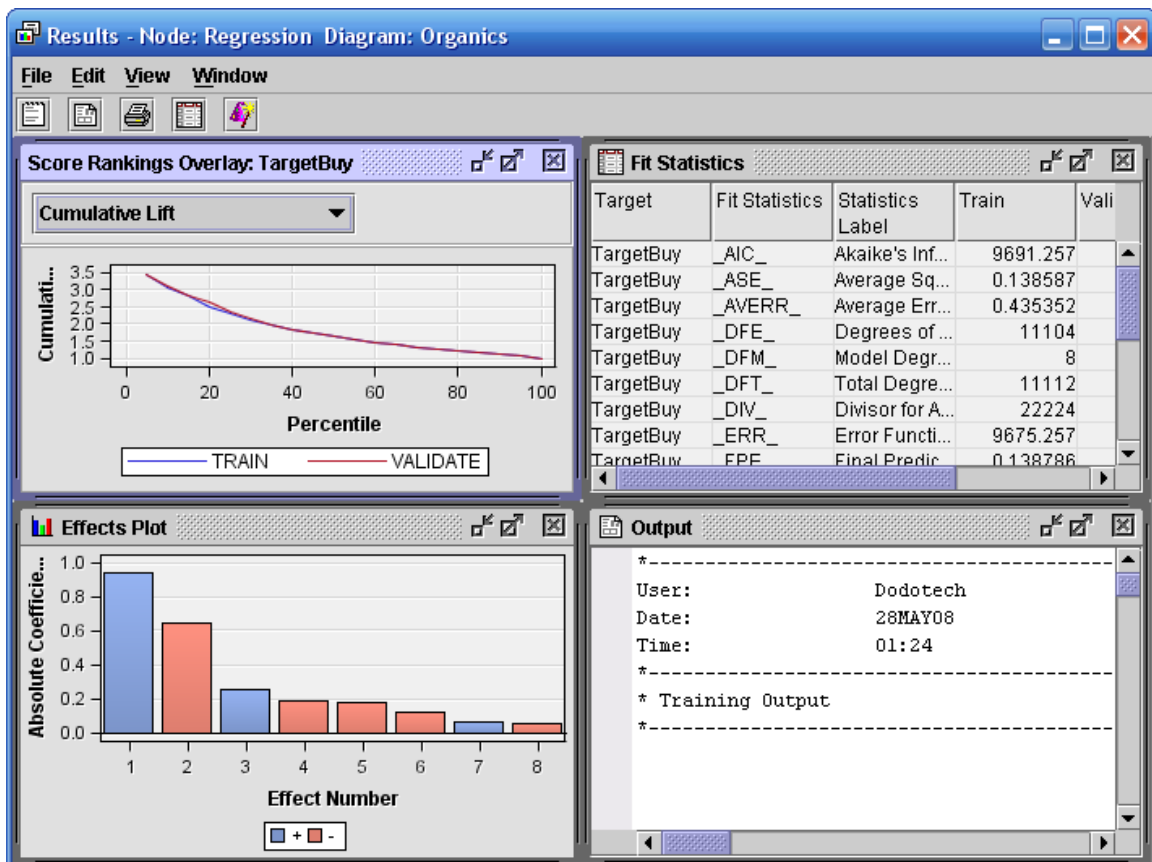 Results - Node: Regression Diagram: Organics
File Edit View Window
Score Rankings Overlay: TargetBuy
Cumulative Lift
Cumulati...
3.5
3.0
2.5
2.0
1.5
1.0
0 20 40 60 80 100
Percentile
TRAIN VALIDATE
Fit Statistics
Target Fit Statistics Statistics Label Train Vali
TargetBuy _AIC_ Akaike's Inf... 9691.257
TargetBuy _ASE_ Average Sq... 0.138587
TargetBuy _AVERR_ Average Err... 0.435352
TargetBuy _DFE_ Degrees of ... 11104
TargetBuy _DFM_ Model Degr... 8
TargetBuy _DFT_ Total Degre... 11112
TargetBuy _DIV_ Divisor for A... 22224
TargetBuy _ERR_ Error Functi... 9675.257
TargetBuy _FPE_ Final Predic... 0.138786
Effects Plot
Absolute Coefficie...
1.0
0.8
0.6
0.4
0.2
0.0
1 2 3 4 5 6 7 8
Effect Number
+ -
Output
*------------------------------------------
User: Dodotech
Date: 28MAY08
Time: 01:24
*------------------------------------------
* Training Output
*------------------------------------------